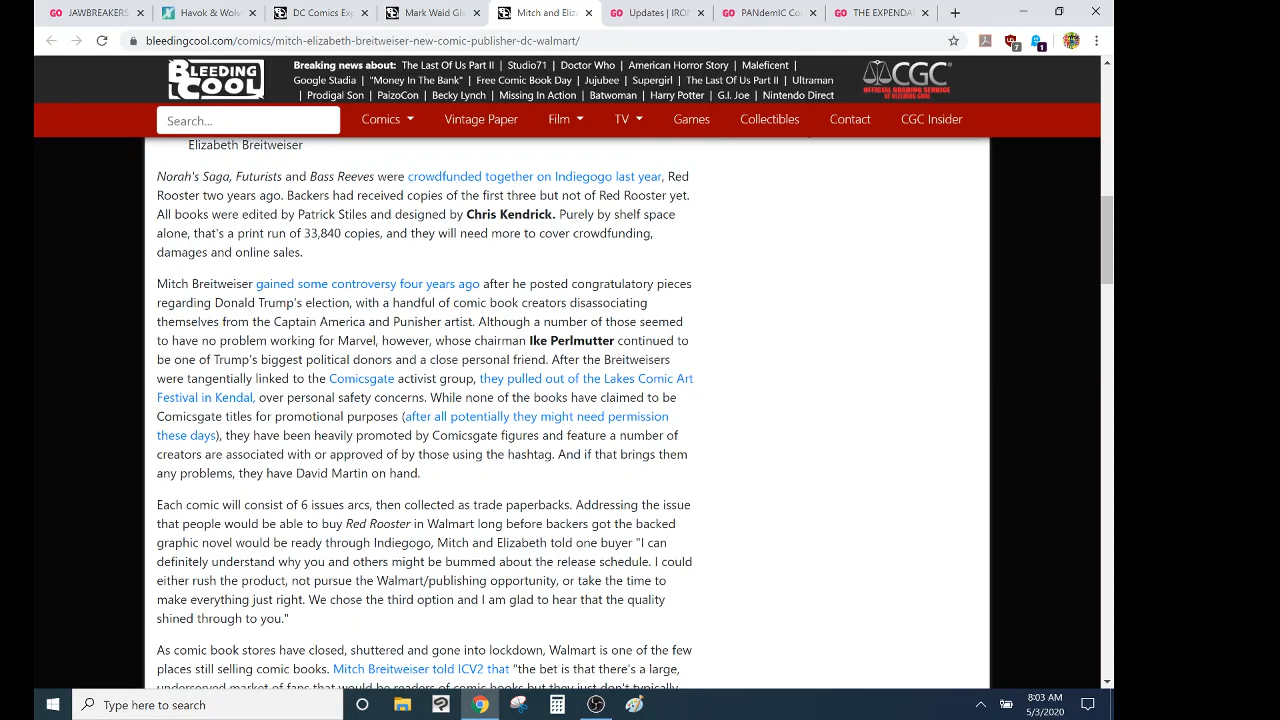 JAWBREAKERS
Havok & Wolv
DC Comics Exp
Mark Waid Giv
Mitch and Eliz
Updates | IROF
PANdemIC Co
THE EXPENDA
bleedingcool.com/comics/mitch-elizabeth-breitweiser-new-comic-publisher-dc-walmart/
7
1
BLEEDING
COOL
Breaking news about: The Last Of Us Part II | Studio71 | Doctor Who | American Horror Story | Maleficent |
Google Stadia | "Money In The Bank" | Free Comic Book Day | Jujubee | Supergirl | The Last Of Us Part II | Ultraman
| Prodigal Son | PaizoCon | Becky Lynch | Missing In Action | Batwoman | Harry Potter | G.I. Joe | Nintendo Direct
CGC
OFFICIAL GRADING SERVICE
OF BLEEDING COOL
Search...
Comics Vintage Paper Film TV Games Collectibles Contact CGC Insider
Elizabeth Breitweiser
Norah's Saga, Futurists and Bass Reeves were crowdfunded together on Indiegogo last year, Red
Rooster two years ago. Backers had received copies of the first three but not of Red Rooster yet.
All books were edited by Patrick Stiles and designed by Chris Kendrick. Purely by shelf space
alone, that's a print run of 33,840 copies, and they will need more to cover crowdfunding,
damages and online sales.
Mitch Breitweiser gained some controversy four years ago after he posted congratulatory pieces
regarding Donald Trump's election, with a handful of comic book creators disassociating
themselves from the Captain America and Punisher artist. Although a number of those seemed
to have no problem working for Marvel, however, whose chairman Ike Perlmutter continued to
be one of Trump's biggest political donors and a close personal friend. After the Breitweisers
were tangentially linked to the Comicsgate activist group, they pulled out of the Lakes Comic Art
Festival in Kendal, over personal safety concerns. While none of the books have claimed to be
Comicsgate titles for promotional purposes (after all potentially they might need permission
these days), they have been heavily promoted by Comicsgate figures and feature a number of
creators are associated with or approved of by those using the hashtag. And if that brings them
any problems, they have David Martin on hand.
Each comic will consist of 6 issues arcs, then collected as trade paperbacks. Addressing the issue
that people would be able to buy Red Rooster in Walmart long before backers got the backed
graphic novel would be ready through Indiegogo, Mitch and Elizabeth told one buyer "I can
definitely understand why you and others might be bummed about the release schedule. I could
either rush the product, not pursue the Walmart/publishing opportunity, or take the time to
make everything just right. We chose the third option and I am glad to hear that the quality
shined through to you."
As comic book stores have closed, shuttered and gone into lockdown, Walmart is one of the few
places still selling comic books. Mitch Breitweiser told ICV2 that "the bet is that there's a large,
underserved market of fans that would be readers of comic books but they just don't typically
Type here to search
8:03 AM
5/3/2020